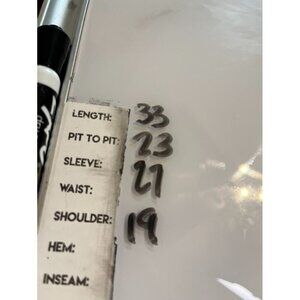 LENGTH: 33
PIT TO PIT: 23
SLEEVE: 27
WAIST:
SHOULDER: 19
HEM:
INSEAM: